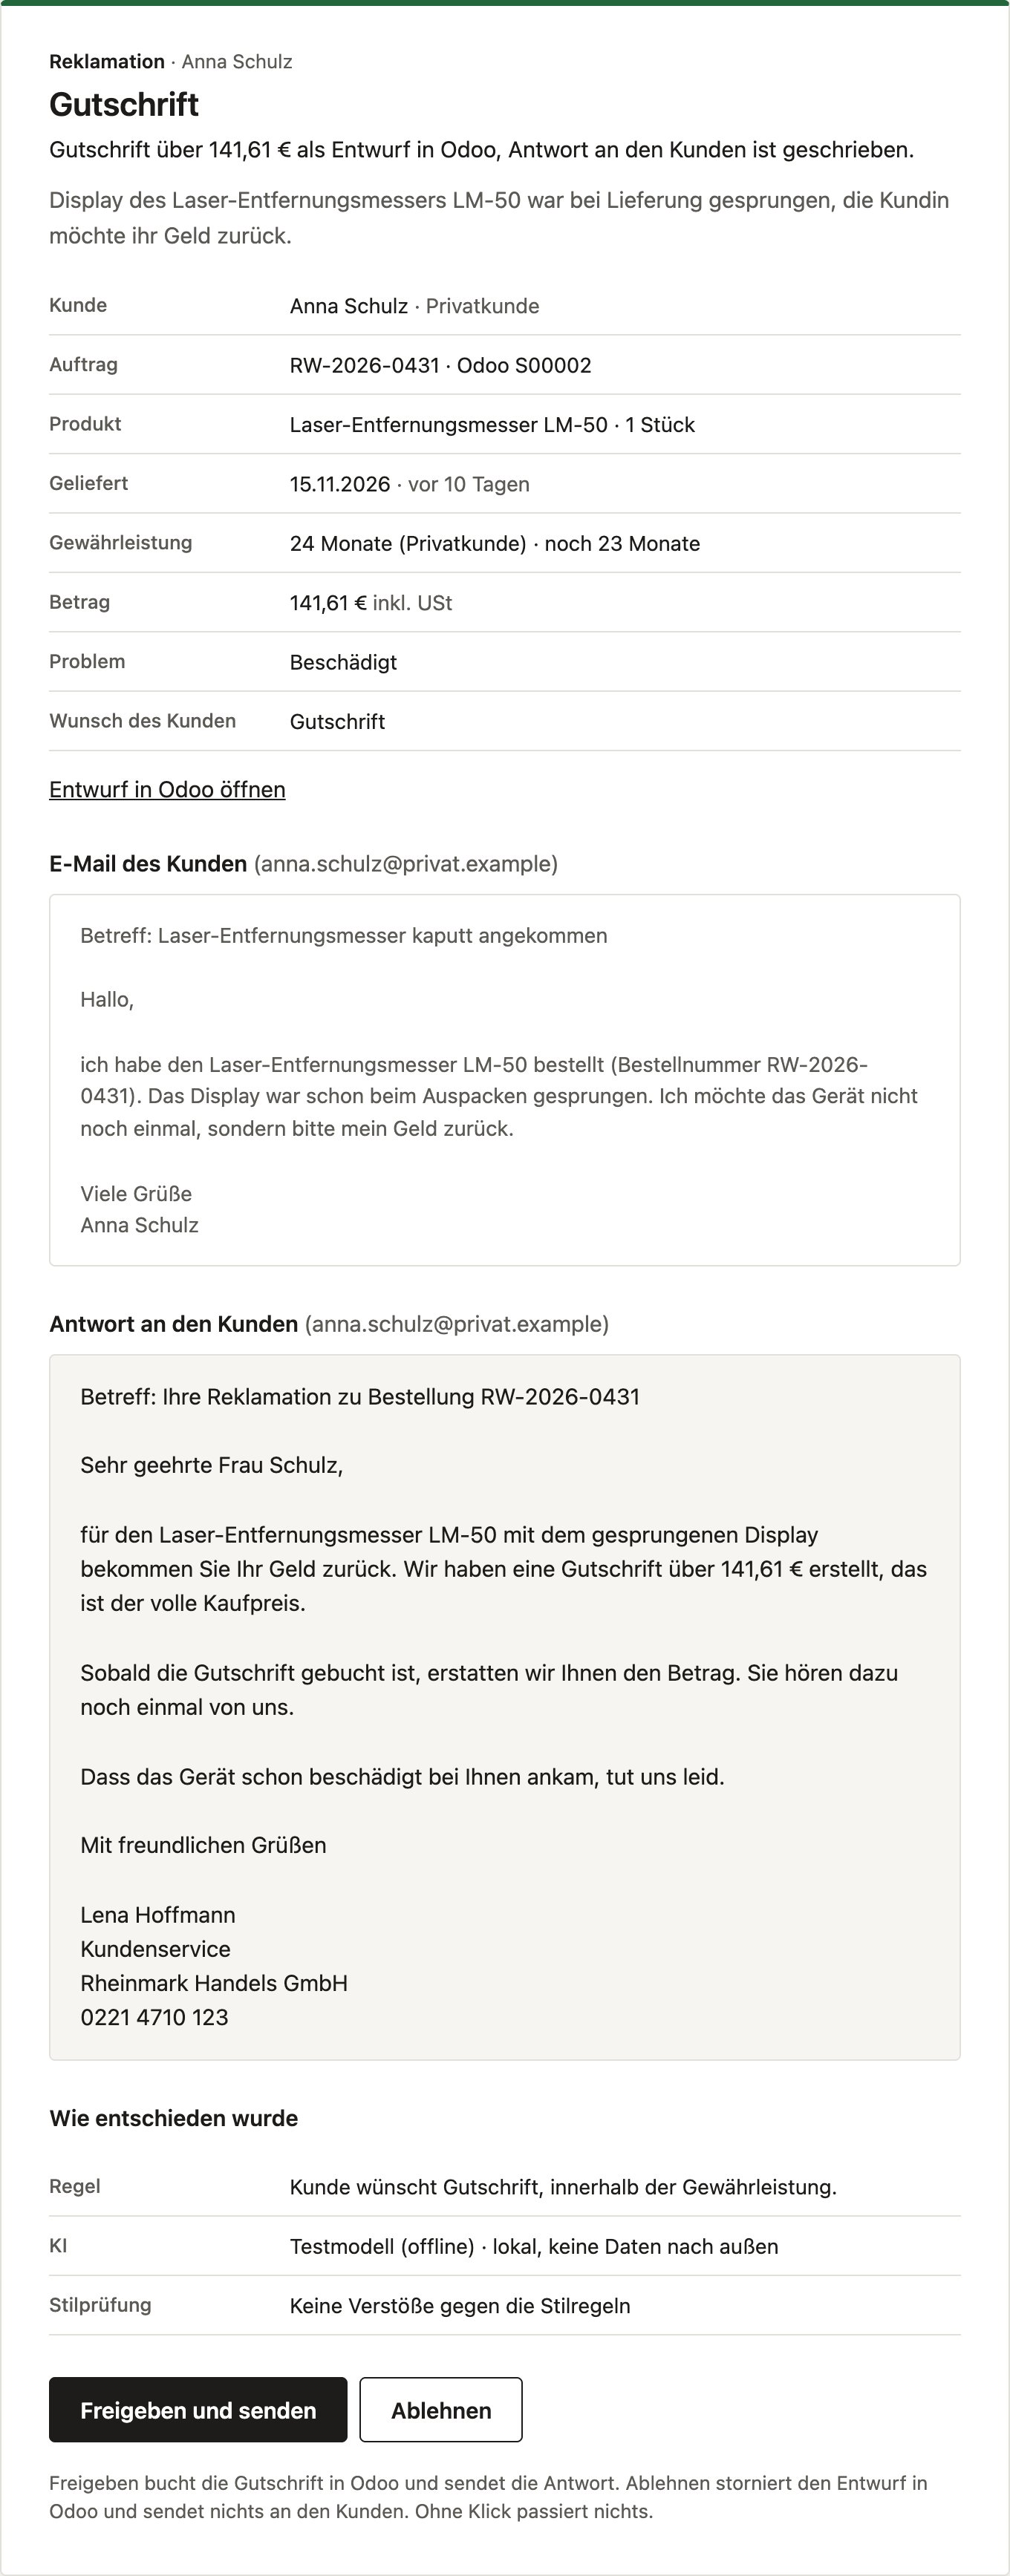 Reklamation · Anna Schulz
Gutschrift
Gutschrift über 141,61 € als Entwurf in Odoo, Antwort an den Kunden ist geschrieben.
Display des Laser-Entfernungsmessers LM-50 war bei Lieferung gesprungen, die Kundin
möchte ihr Geld zurück.
Kunde Anna Schulz · Privatkunde
Auftrag RW-2026-0431 · Odoo S00002
Produkt Laser-Entfernungsmesser LM-50 · 1 Stück
Geliefert 15.11.2026 · vor 10 Tagen
Gewährleistung 24 Monate (Privatkunde) · noch 23 Monate
Betrag 141,61 € inkl. USt
Problem Beschädigt
Wunsch des Kunden Gutschrift
Entwurf in Odoo öffnen
E-Mail des Kunden (anna.schulz@privat.example)
Betreff: Laser-Entfernungsmesser kaputt angekommen
Hallo,
ich habe den Laser-Entfernungsmesser LM-50 bestellt (Bestellnummer RW-2026-
0431). Das Display war schon beim Auspacken gesprungen. Ich möchte das Gerät nicht
noch einmal, sondern bitte mein Geld zurück.
Viele Grüße
Anna Schulz
Antwort an den Kunden (anna.schulz@privat.example)
Betreff: Ihre Reklamation zu Bestellung RW-2026-0431
Sehr geehrte Frau Schulz,
für den Laser-Entfernungsmesser LM-50 mit dem gesprungenen Display
bekommen Sie Ihr Geld zurück. Wir haben eine Gutschrift über 141,61 € erstellt, das
ist der volle Kaufpreis.
Sobald die Gutschrift gebucht ist, erstatten wir Ihnen den Betrag. Sie hören dazu
noch einmal von uns.
Dass das Gerät schon beschädigt bei Ihnen ankam, tut uns leid.
Mit freundlichen Grüßen
Lena Hoffmann
Kundenservice
Rheinmark Handels GmbH
0221 4710 123
Wie entschieden wurde
Regel Kunde wünscht Gutschrift, innerhalb der Gewährleistung.
KI Testmodell (offline) · lokal, keine Daten nach außen
Stilprüfung Keine Verstöße gegen die Stilregeln
Freigeben und senden Ablehnen
Freigeben bucht die Gutschrift in Odoo und sendet die Antwort. Ablehnen storniert den Entwurf in
Odoo und sendet nichts an den Kunden. Ohne Klick passiert nichts.